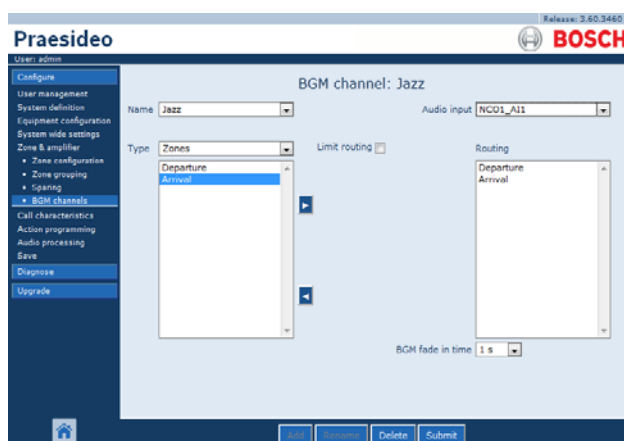 Release: 3.60.3460
Praesideo
BOSCH
User: admin
Configure
User management
System definition
Equipment configuration
System wide settings
Zone & amplifier
• Zone configuration
• Zone grouping
• Sparing
• BGM channels
Call characteristics
Action programming
Audio processing
Save
Diagnose
Upgrade
BGM channel: Jazz
Name Jazz
Audio input NCO1_AI1
Type Zones
Limit routing
Routing
Departure
Arrival
Departure
Arrival
BGM fade in time 1 s
Add Rename Delete Submit